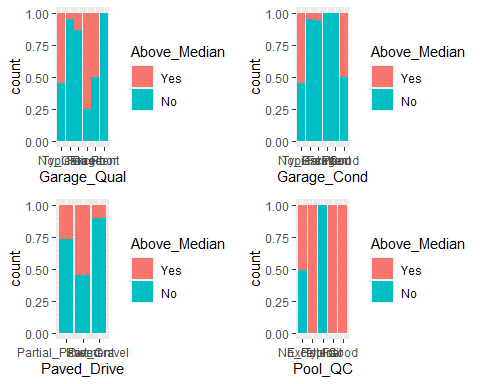 1.00
0.75
0.50
0.25
0.00
count
Garage_Qual
Above_Median
Yes
No
1.00
0.75
0.50
0.25
0.00
count
Garage_Cond
Above_Median
Yes
No
1.00
0.75
0.50
0.25
0.00
count
Paved_Drive
Above_Median
Yes
No
1.00
0.75
0.50
0.25
0.00
count
Pool_QC
Above_Median
Yes
No